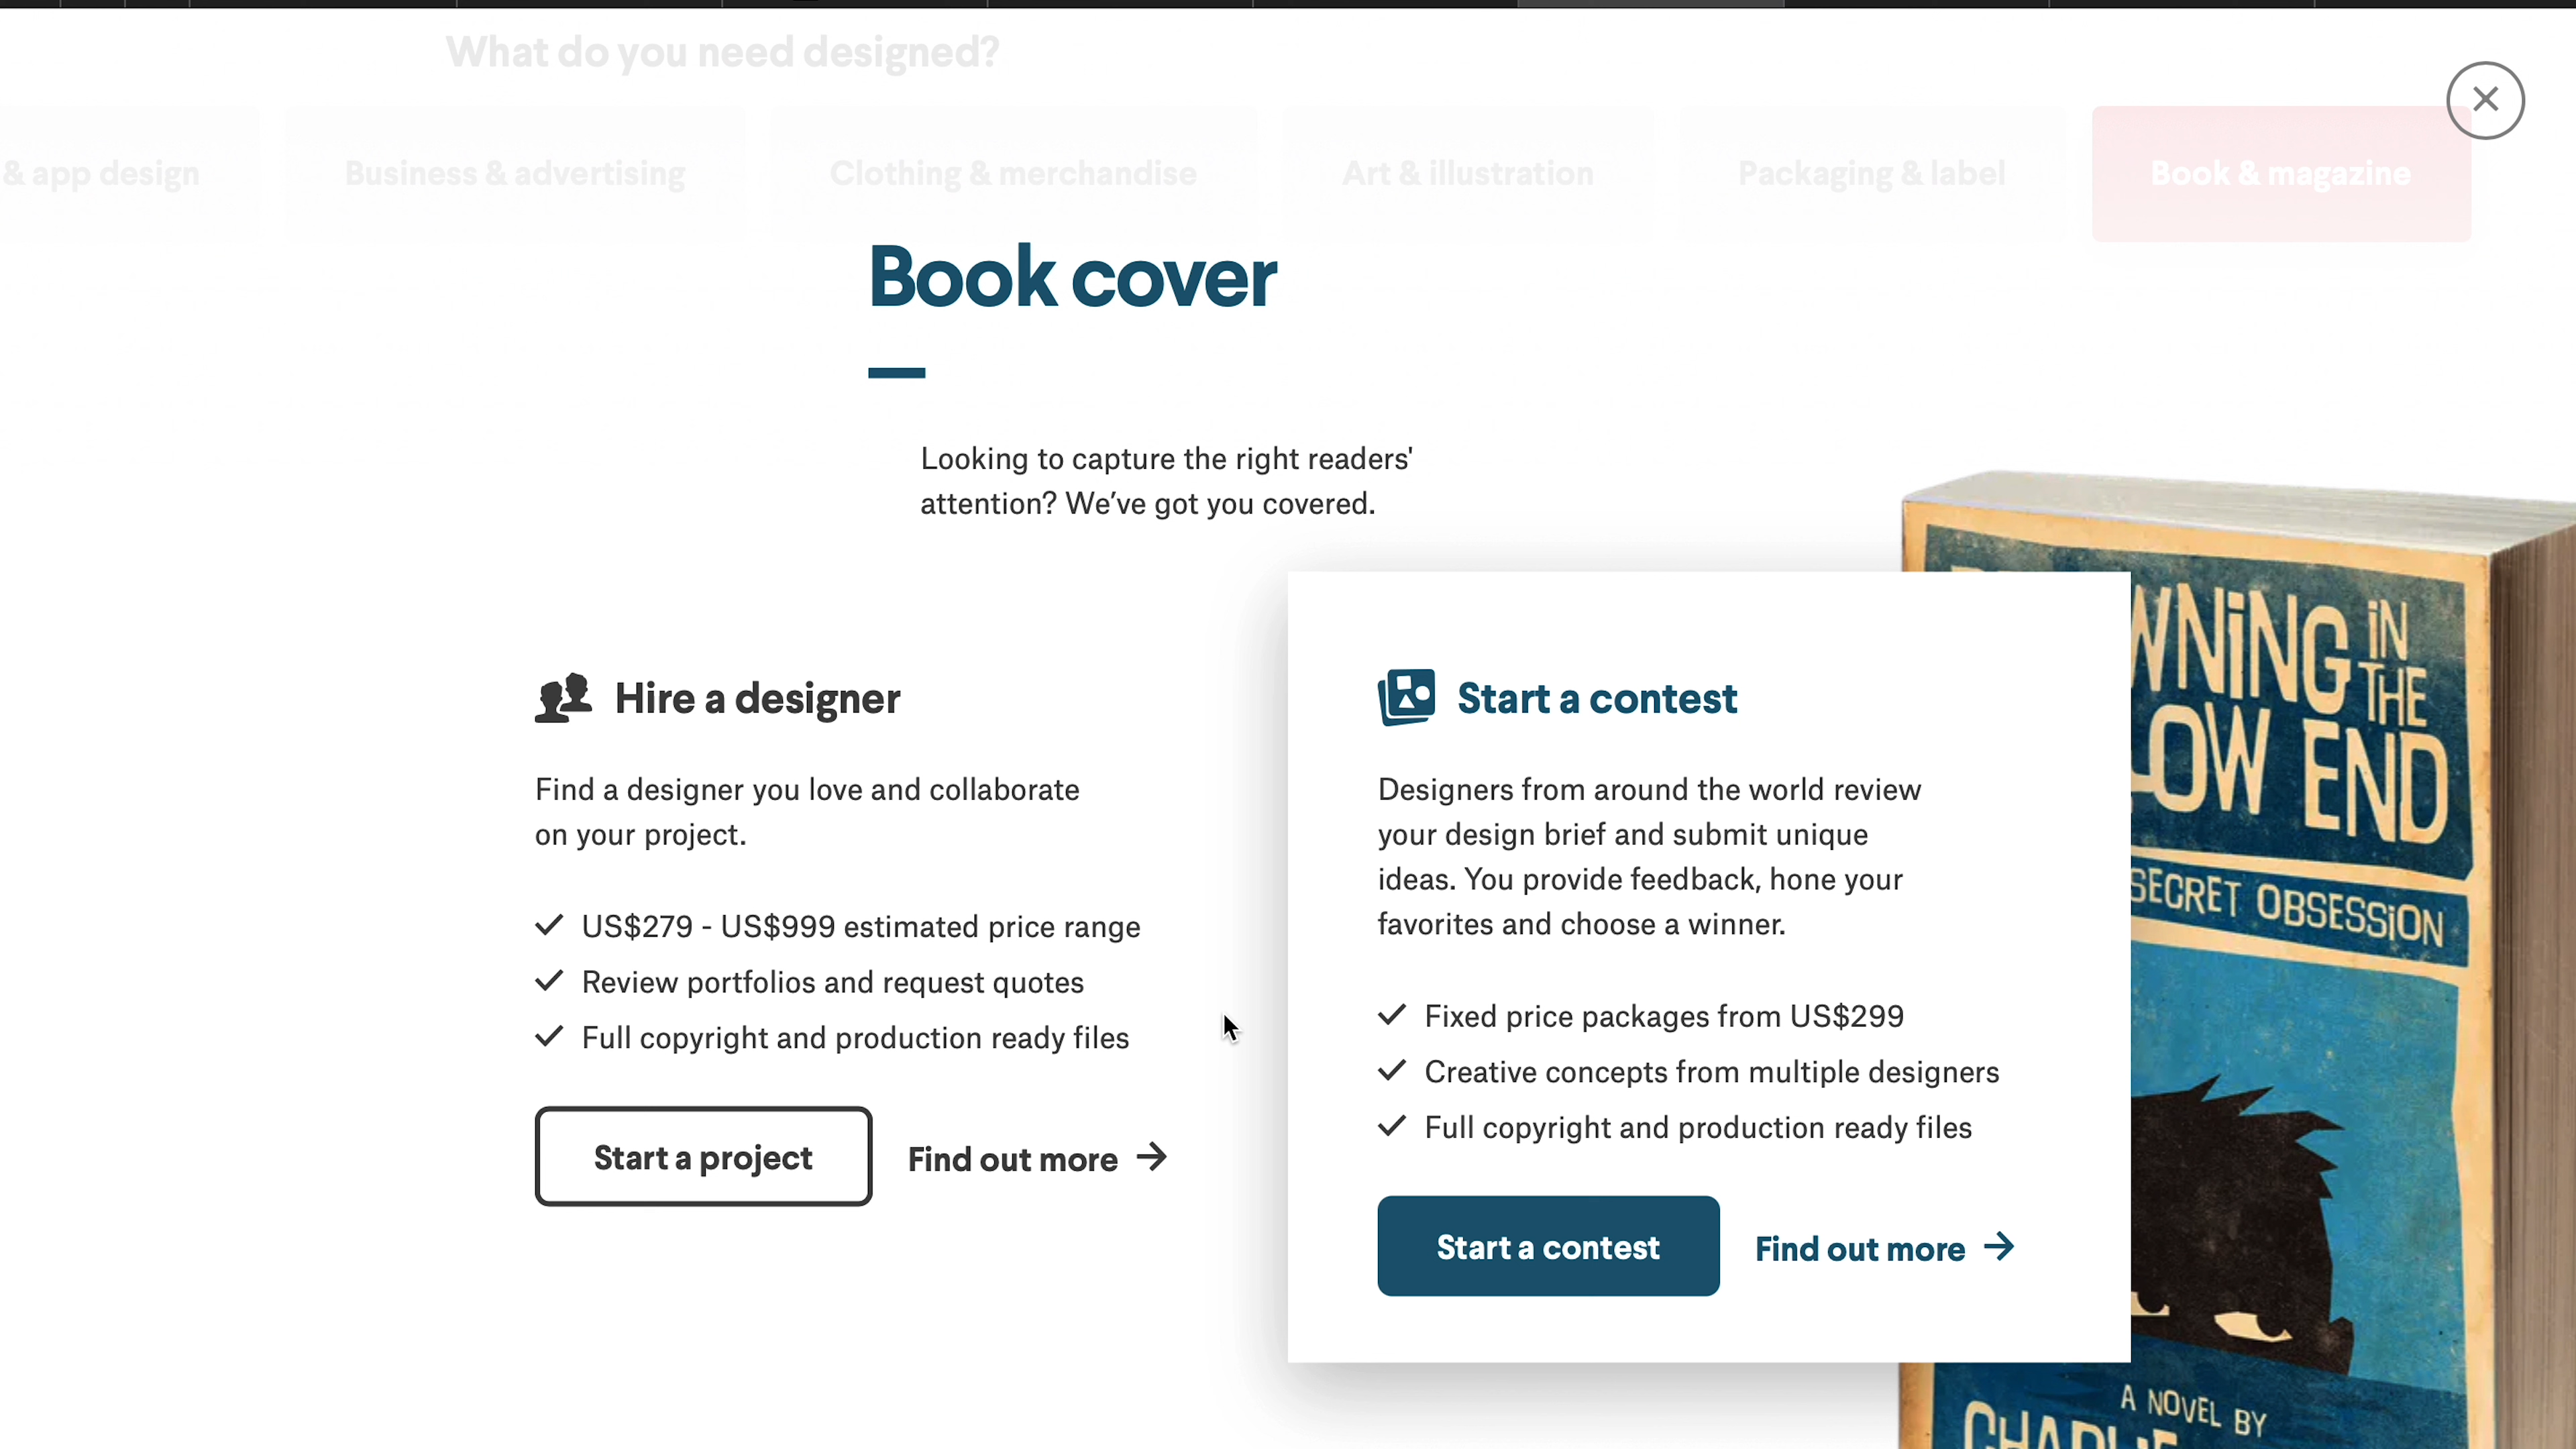 What do you need designed?
& app design
Business & advertising
Clothing & merchandise
Art & illustration
Packaging & label
Book & magazine
Book cover
Looking to capture the right readers'
attention? We’ve got you covered.
Hire a designer
Find a designer you love and collaborate
on your project.
US$279 - US$999 estimated price range
Review portfolios and request quotes
Full copyright and production ready files
Start a project
Find out more
Start a contest
Designers from around the world review
your design brief and submit unique
ideas. You provide feedback, hone your
favorites and choose a winner.
Fixed price packages from US$299
Creative concepts from multiple designers
Full copyright and production ready files
Start a contest
Find out more
IN
THE
END
SECRET OBSESSION
A NOVEL BY